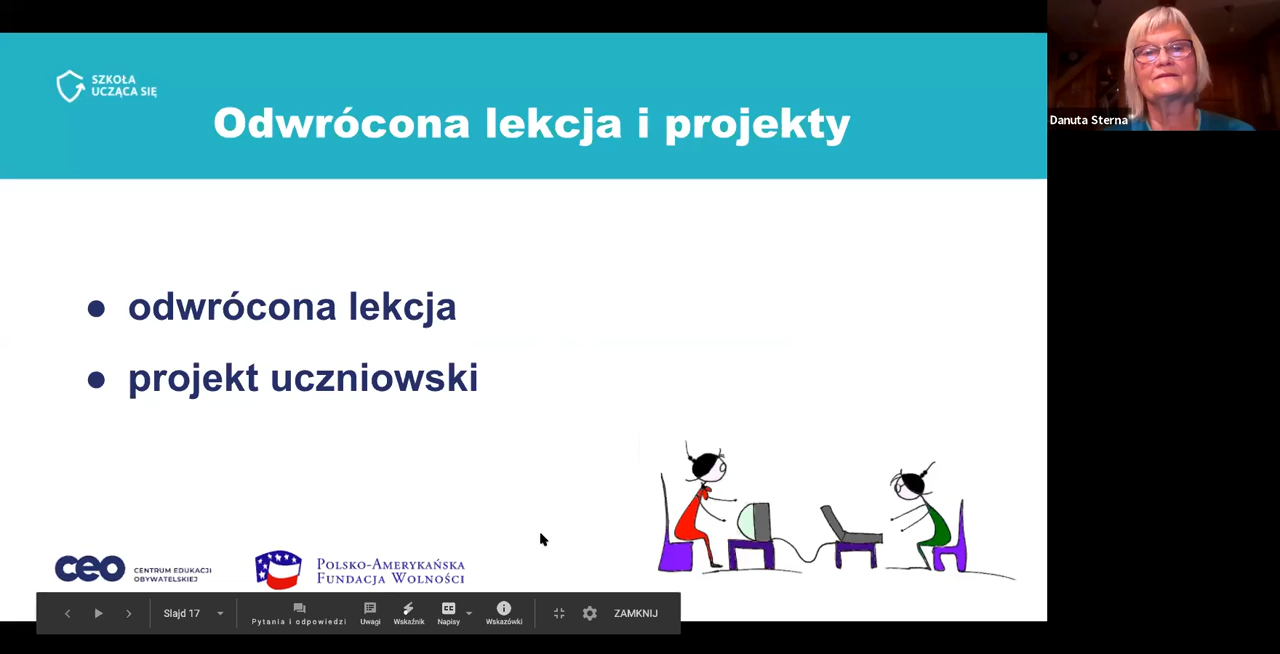 SZKOŁA
UCZĄCA SIĘ
Odwrócona lekcja i projekty
Danuta Sterna
● odwrócona lekcja
● projekt uczniowski
ceo CENTRUM EDUKACJI
OBYWATELSKIEJ
POLSKO-AMERYKAŃSKA
FUNDACJA WOLNOŚCI
Slajd 17
Pytania i odpowiedzi
Uwagi
Wskaźnik
CC
Napisy
Wskazówki
ZAMKNIJ